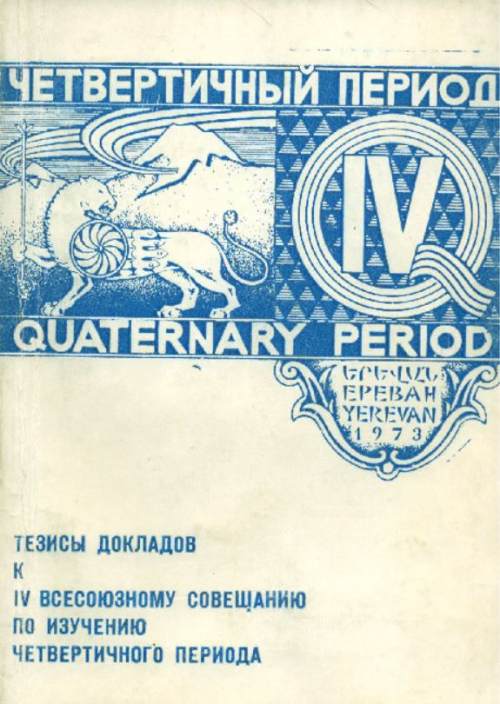 ЧЕТВЕРТИЧНЫЙ ПЕРИОД
IV
QUATERNARY PERIOD
ԵՐԵՎԱՆ
ЕРЕВАН
YEREVAN
1973
ТЕЗИСЫ ДОКЛАДОВ
К
IV ВСЕСОЮЗНОМУ СОВЕЩАНИЮ
ПО ИЗУЧЕНИЮ
ЧЕТВЕРТИЧНОГО ПЕРИОДА